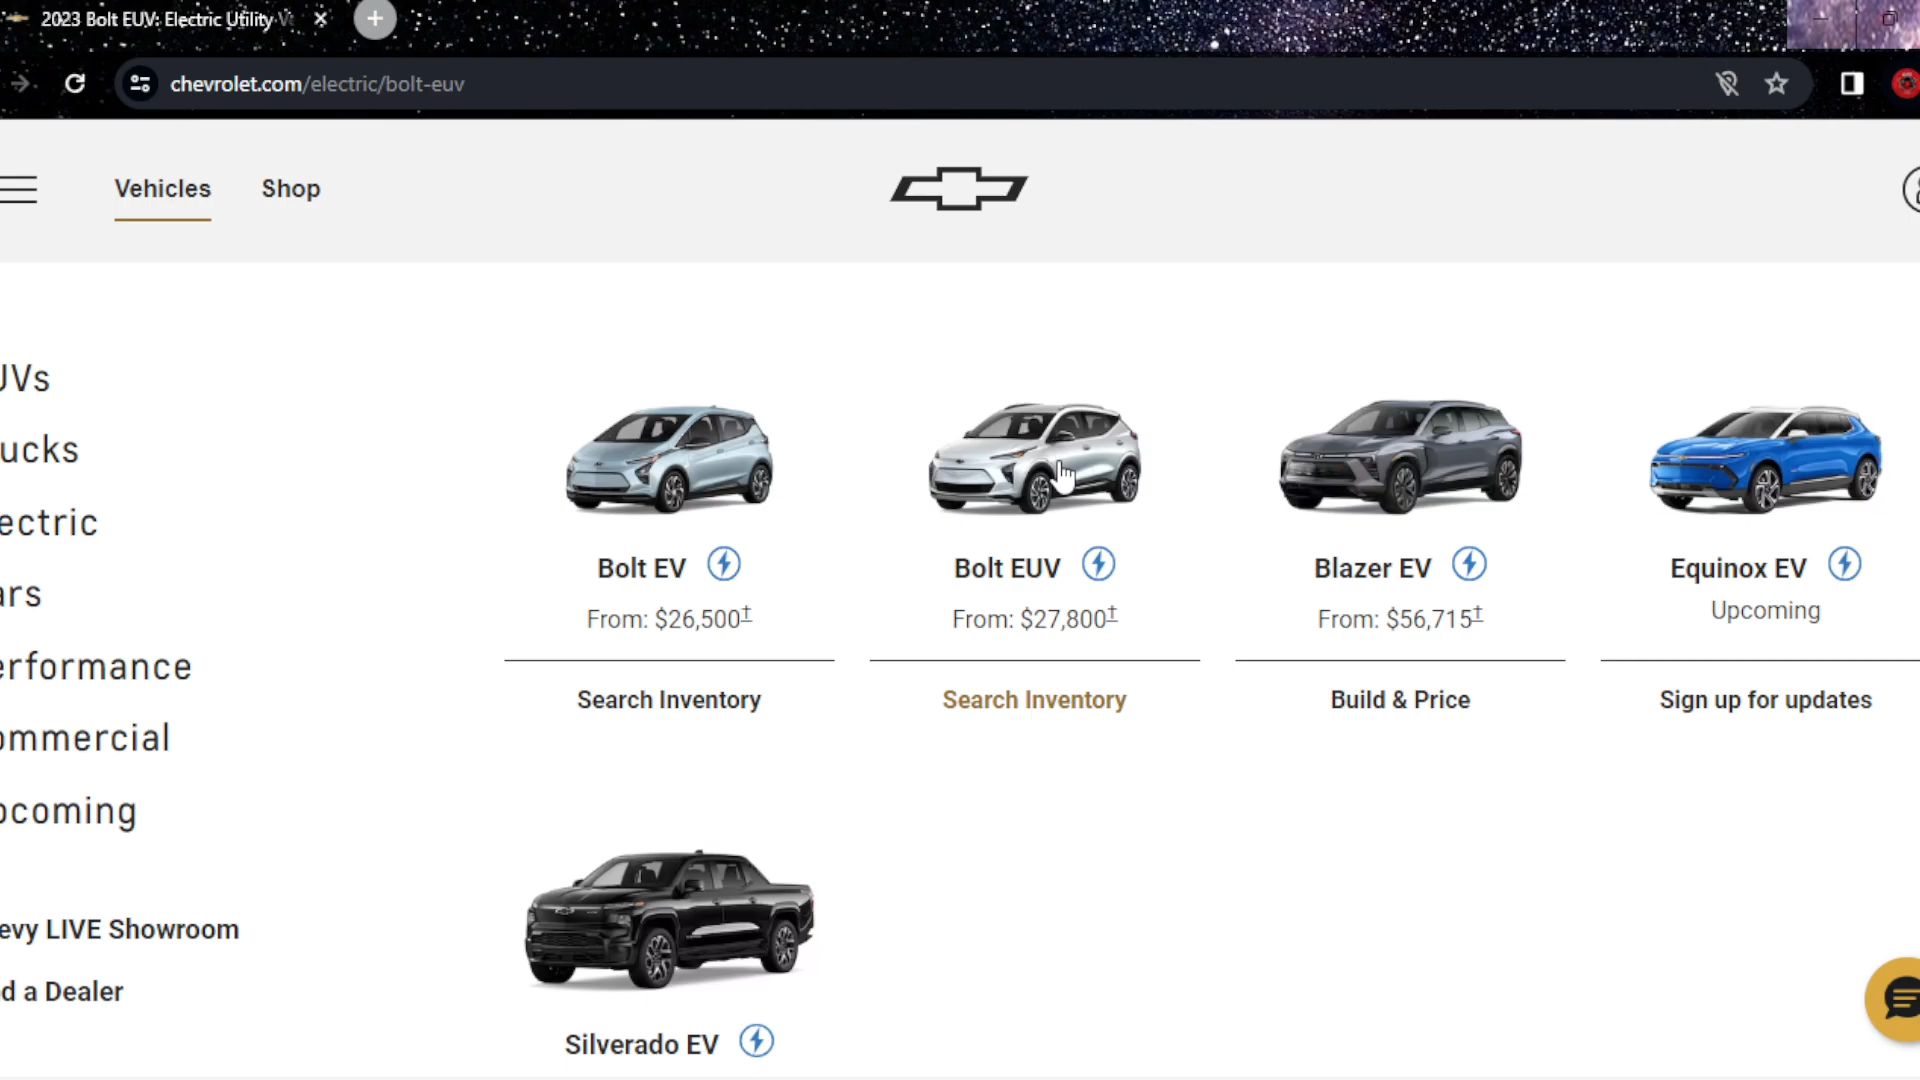 2023 Bolt EUV: Electric Utility V
chevrolet.com/electric/bolt-euv
Vehicles
Shop
UVs
ucks
ectric
ars
erformance
ommercial
pcoming
evy LIVE Showroom
d a Dealer
Bolt EV
From: $26,500†
Search Inventory
Bolt EUV
From: $27,800†
Search Inventory
Blazer EV
From: $56,715†
Build & Price
Equinox EV
Upcoming
Sign up for updates
Silverado EV